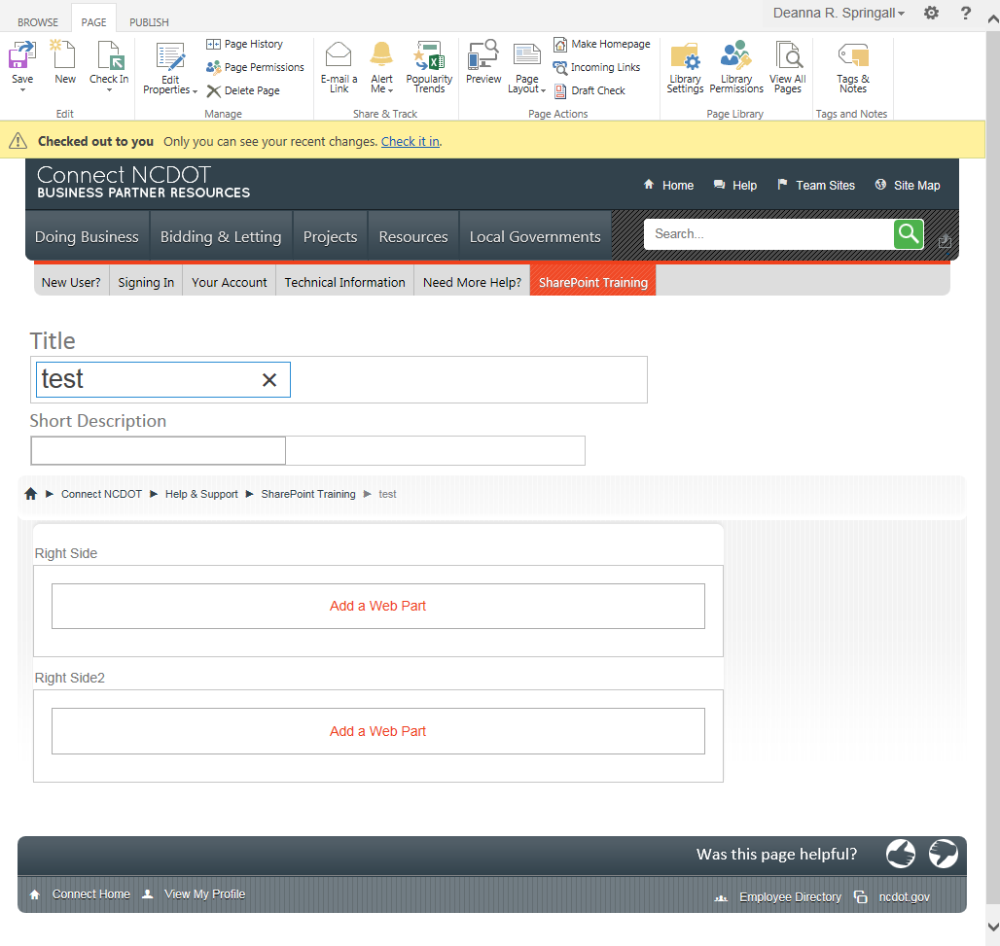 BROWSE PAGE PUBLISH Deanna R. Springall ?
Save New Check In Edit Properties Page History Page Permissions Delete Page E-mail a Link Alert Me Popularity Trends Preview Page Layout Make Homepage Incoming Links Draft Check Library Settings Library Permissions View All Pages Tags & Notes
Edit Manage Share & Track Page Actions Page Library Tags and Notes
Checked out to you Only you can see your recent changes. Check it in.
Connect NCDOT
BUSINESS PARTNER RESOURCES
Home Help Team Sites Site Map
Doing Business Bidding & Letting Projects Resources Local Governments Search...
New User? Signing In Your Account Technical Information Need More Help? SharePoint Training
Title
test
Short Description
Connect NCDOT Help & Support SharePoint Training test
Right Side
Add a Web Part
Right Side2
Add a Web Part
Was this page helpful?
Connect Home View My Profile Employee Directory ncdot.gov